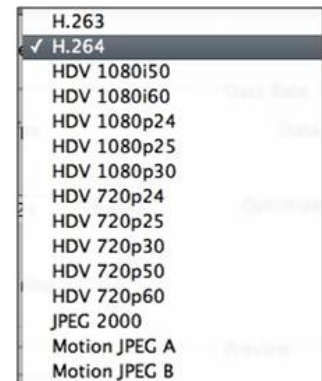 H.263
✓ H.264
HDV 1080i50
HDV 1080i60
HDV 1080p24
HDV 1080p25
HDV 1080p30
HDV 720p24
HDV 720p25
HDV 720p30
HDV 720p50
HDV 720p60
JPEG 2000
Motion JPEG A
Motion JPEG B